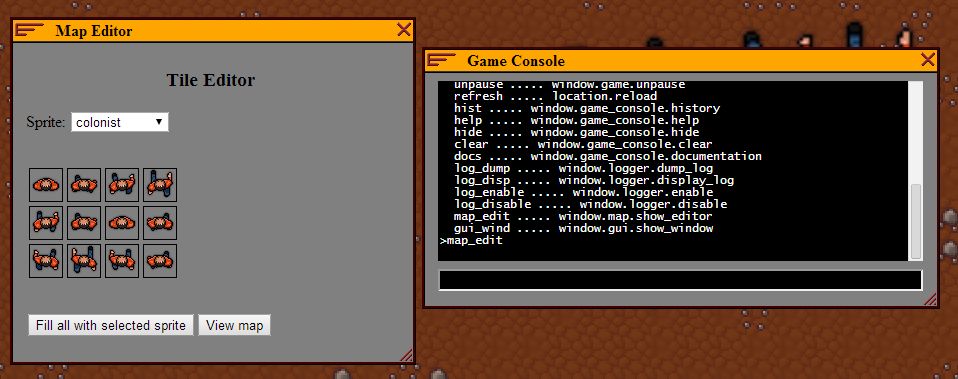 Map Editor
Tile Editor
Sprite: colonist
Fill all with selected sprite
View map
Game Console
unpause ..... window.game.unpause
refresh ..... location.reload
hist ..... window.game_console.history
help ..... window.game_console.help
hide ..... window.game_console.hide
clear ..... window.game_console.clear
docs ..... window.game_console.documentation
log_dump ..... window.logger.dump_log
log_disp ..... window.logger.display_log
log_enable ..... window.logger.enable
log_disable ..... window.logger.disable
map_edit ..... window.map.show_editor
gui_wind ..... window.gui.show_window
>map_edit